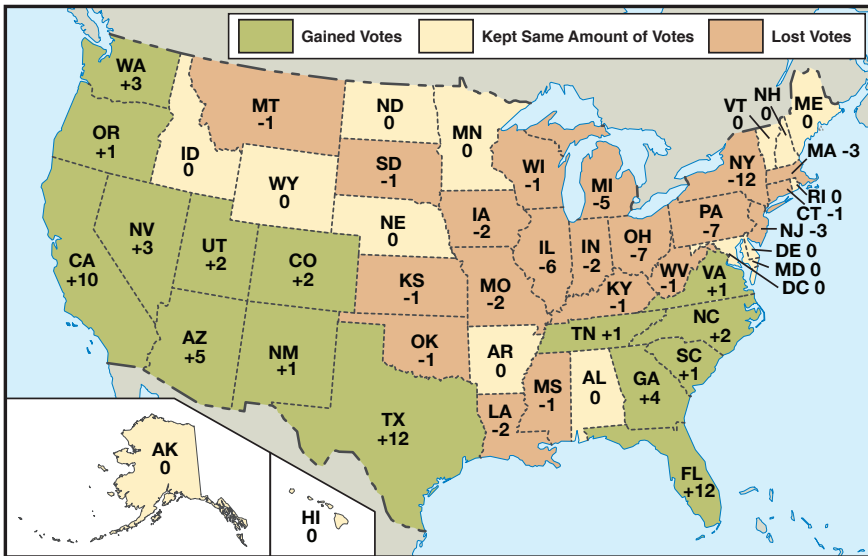 Gained Votes
Kept Same Amount of Votes
Lost Votes
WA
+3
OR
+1
CA
+10
NV
+3
ID
0
MT
-1
WY
0
UT
+2
CO
+2
AZ
+5
NM
+1
ND
0
SD
-1
NE
0
KS
-1
OK
-1
TX
+12
MN
0
IA
-2
MO
-2
AR
0
LA
-2
WI
-1
IL
-6
MI
-5
IN
-2
OH
-7
KY
-1
TN +1
MS
-1
AL
0
GA
+4
FL
+12
SC
+1
NC
+2
VA
+1
WV
-1
PA
-7
NY
-12
VT
0
NH
0
ME
0
MA -3
RI 0
CT -1
NJ -3
DE 0
MD 0
DC 0
AK
0
HI
0